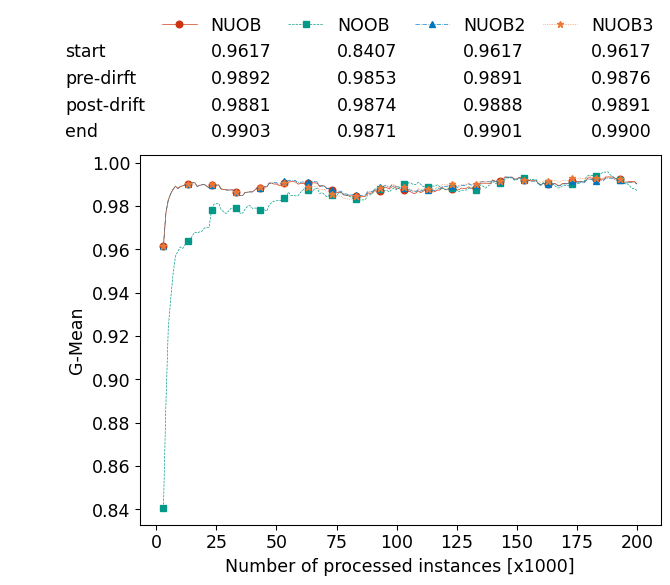 NUOB NOOB NUOB2 NUOB3
start 0.9617 0.8407 0.9617 0.9617
pre-dirft 0.9892 0.9853 0.9891 0.9876
post-drift 0.9881 0.9874 0.9888 0.9891
end 0.9903 0.9871 0.9901 0.9900
1.00
0.98
0.96
0.94
0.92
0.90
0.88
0.86
0.84
G-Mean
0 25 50 75 100 125 150 175 200
Number of processed instances [x1000]